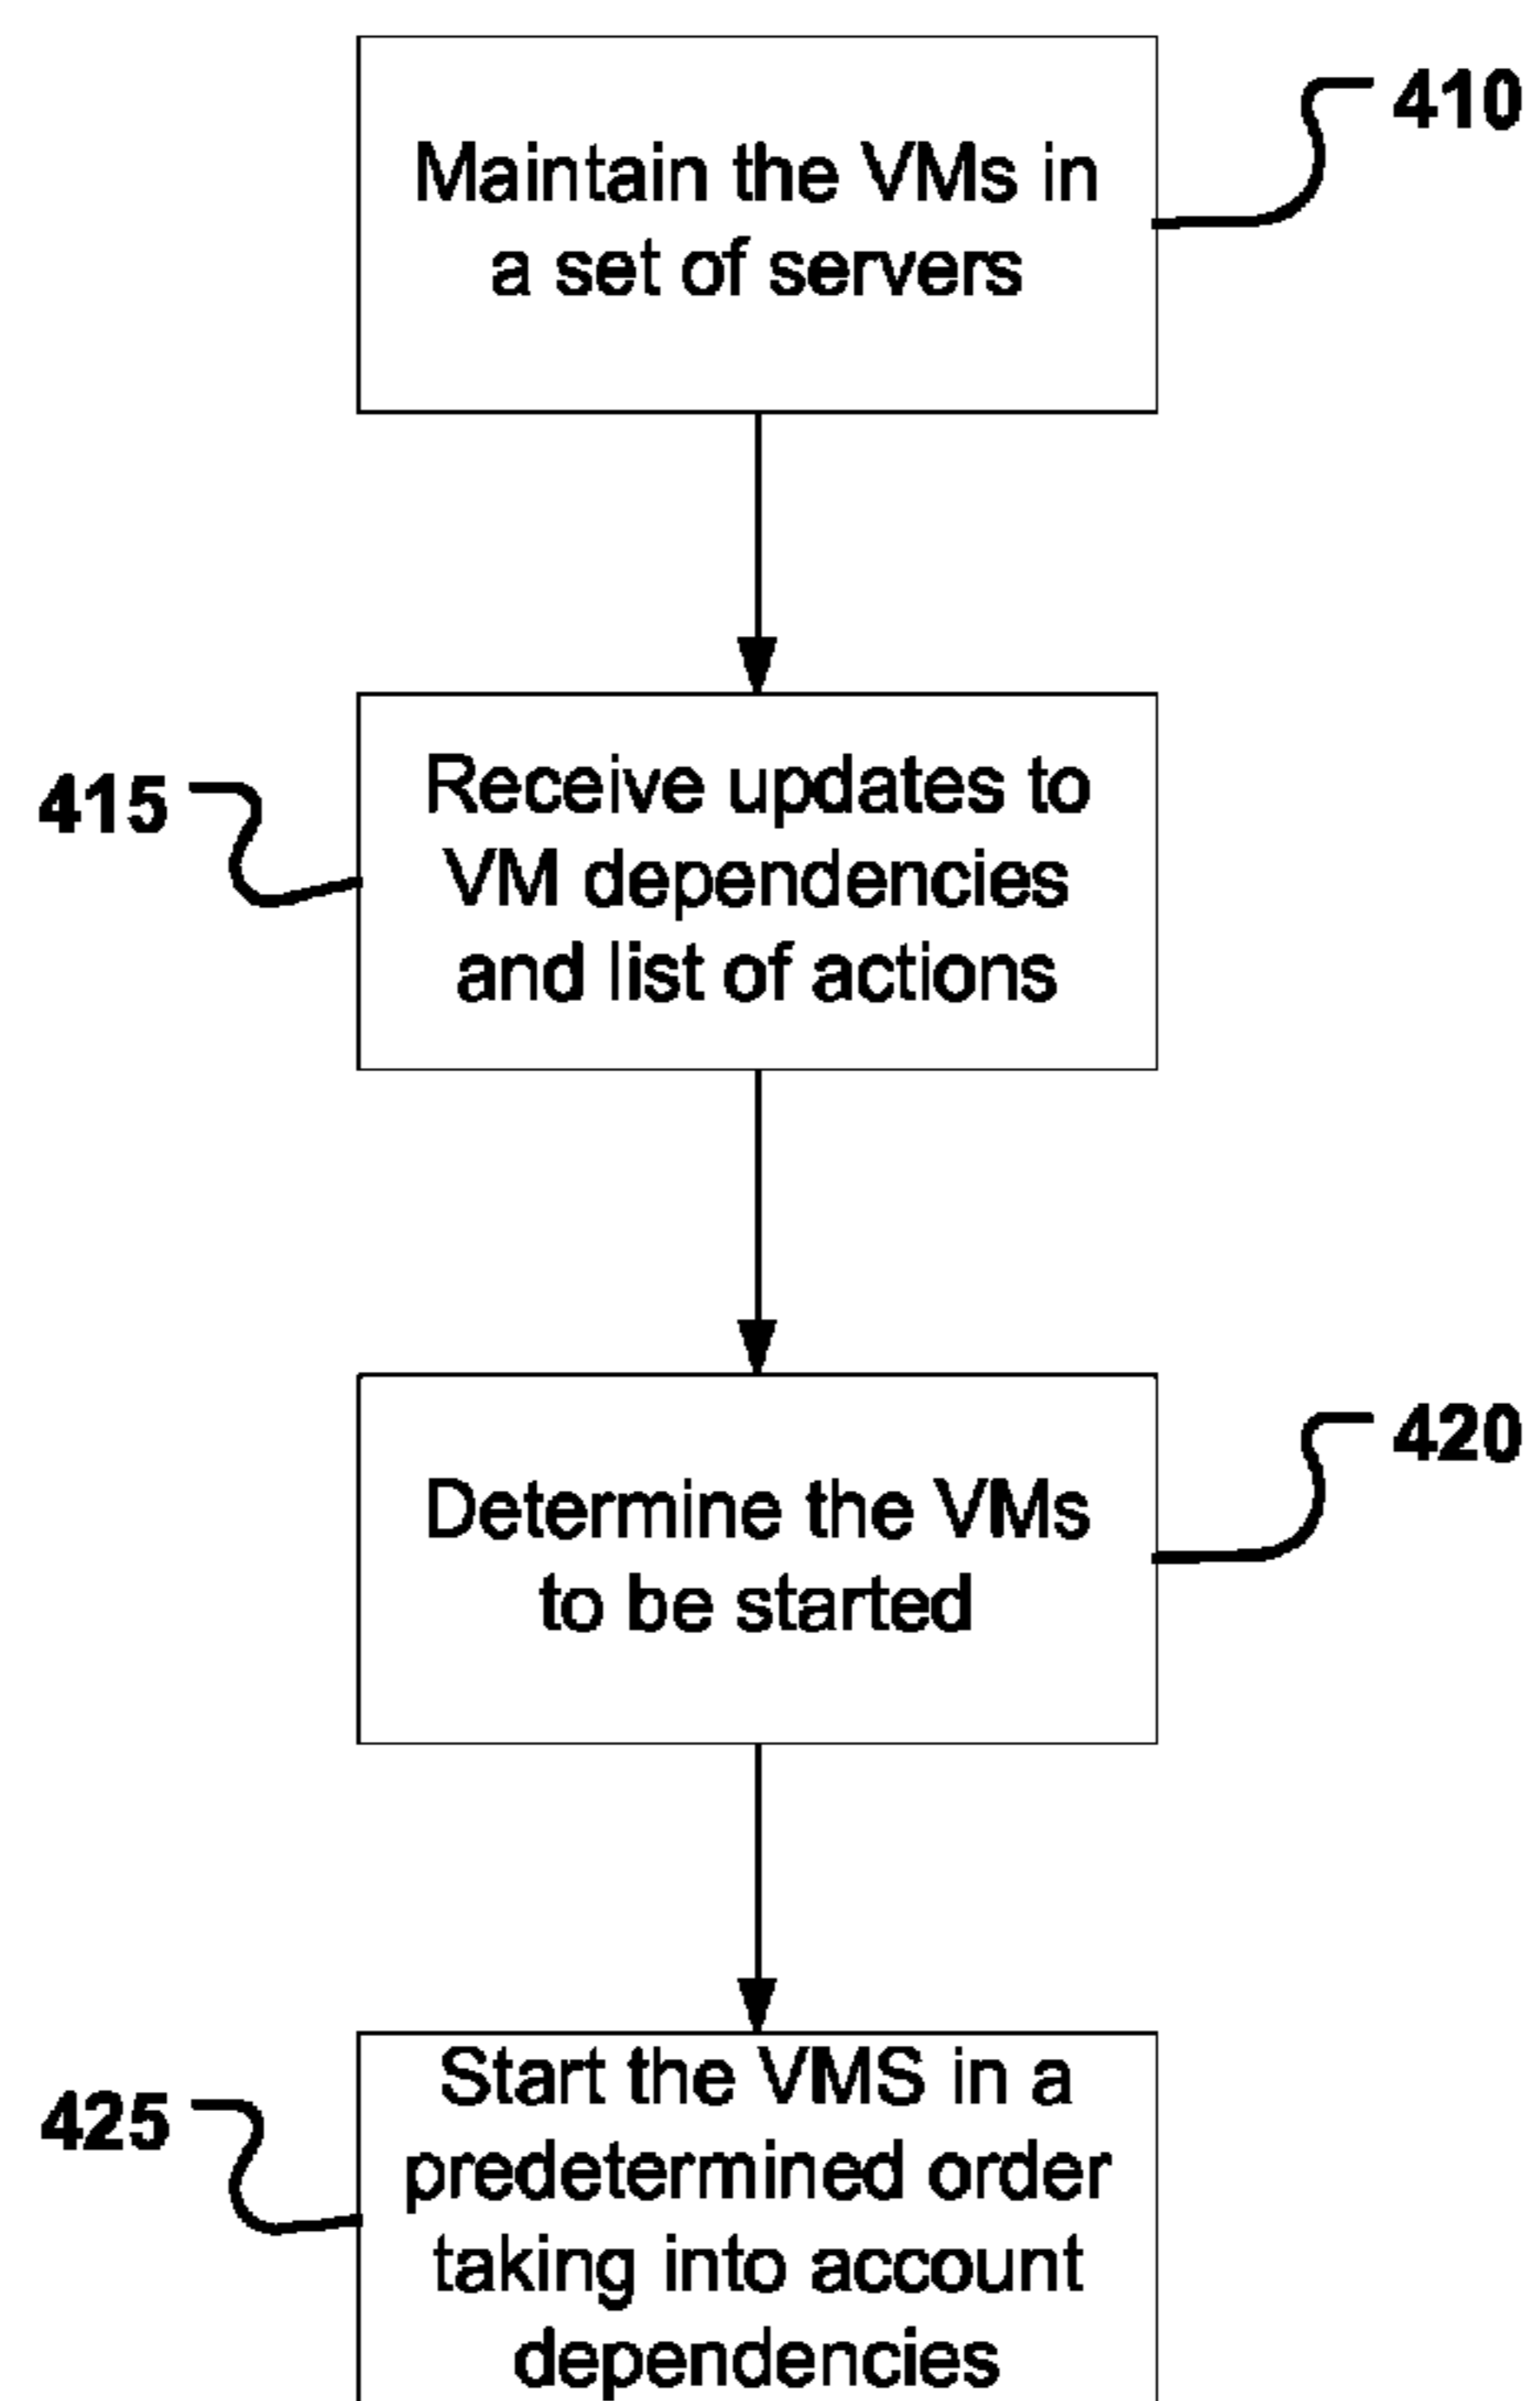 410
Maintain the VMs in
a set of servers
415
Receive updates to
VM dependencies
and list of actions
420
Determine the VMs
to be started
425
Start the VMS in a
predetermined order
taking into account
dependencies